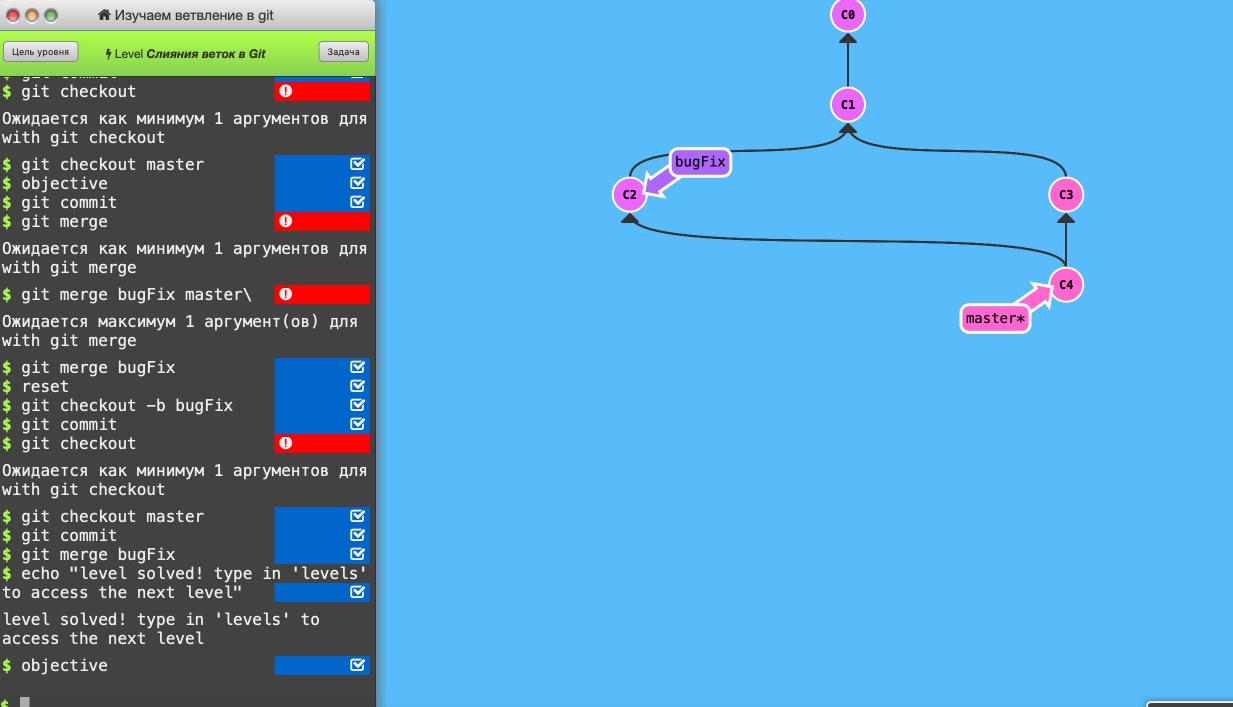 Изучаем ветвление в git
Цель уровня
Level Слияния веток в Git
Задача
$ git commit
$ git checkout
Ожидается как минимум 1 аргументов для
with git checkout
$ git checkout master
$ objective
$ git commit
$ git merge
Ожидается как минимум 1 аргументов для
with git merge
$ git merge bugFix master\
Ожидается максимум 1 аргумент(ов) для
with git merge
$ git merge bugFix
$ reset
$ git checkout -b bugFix
$ git commit
$ git checkout
Ожидается как минимум 1 аргументов для
with git checkout
$ git checkout master
$ git commit
$ git merge bugFix
$ echo "level solved! type in 'levels'
to access the next level"
level solved! type in 'levels' to
access the next level
$ objective
$
C0
C1
bugFix
C2
C3
C4
master*